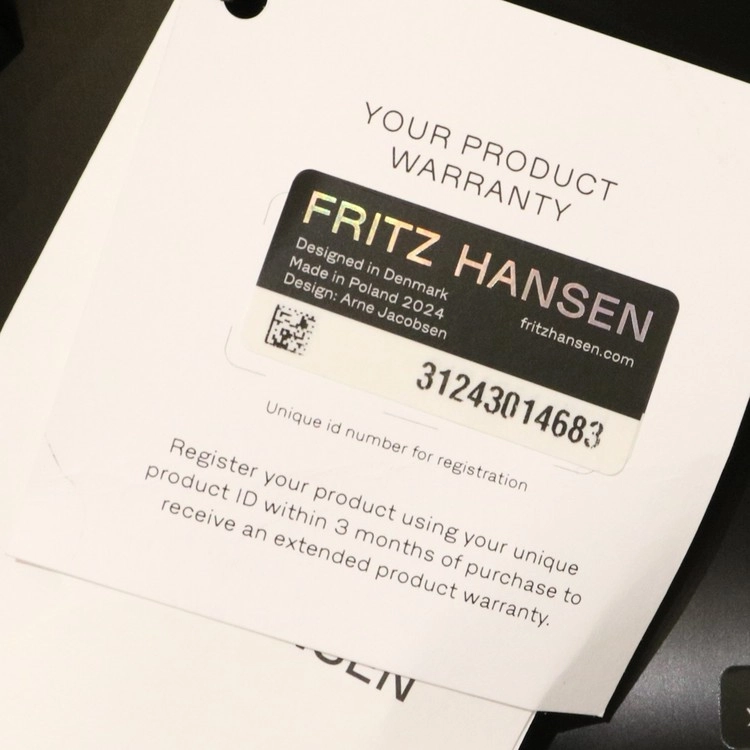 YOUR PRODUCT
WARRANTY
FRITZ HANSEN
Designed in Denmark
Made in Poland 2024
Design: Arne Jacobsen
fritzhansen.com
31243014683
Unique id number for registration
Register your product using your unique
product ID within 3 months of purchase to
receive an extended product warranty.